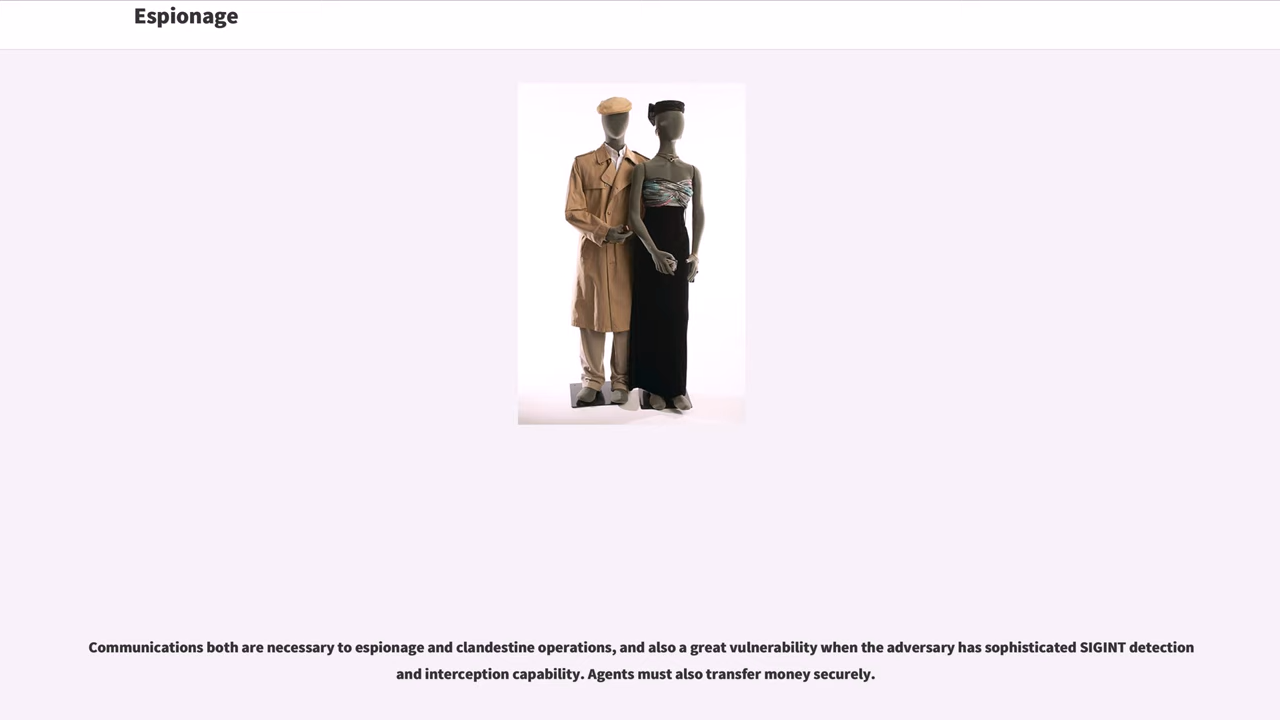 Espionage
Communications both are necessary to espionage and clandestine operations, and also a great vulnerability when the adversary has sophisticated SIGINT detection
and interception capability. Agents must also transfer money securely.